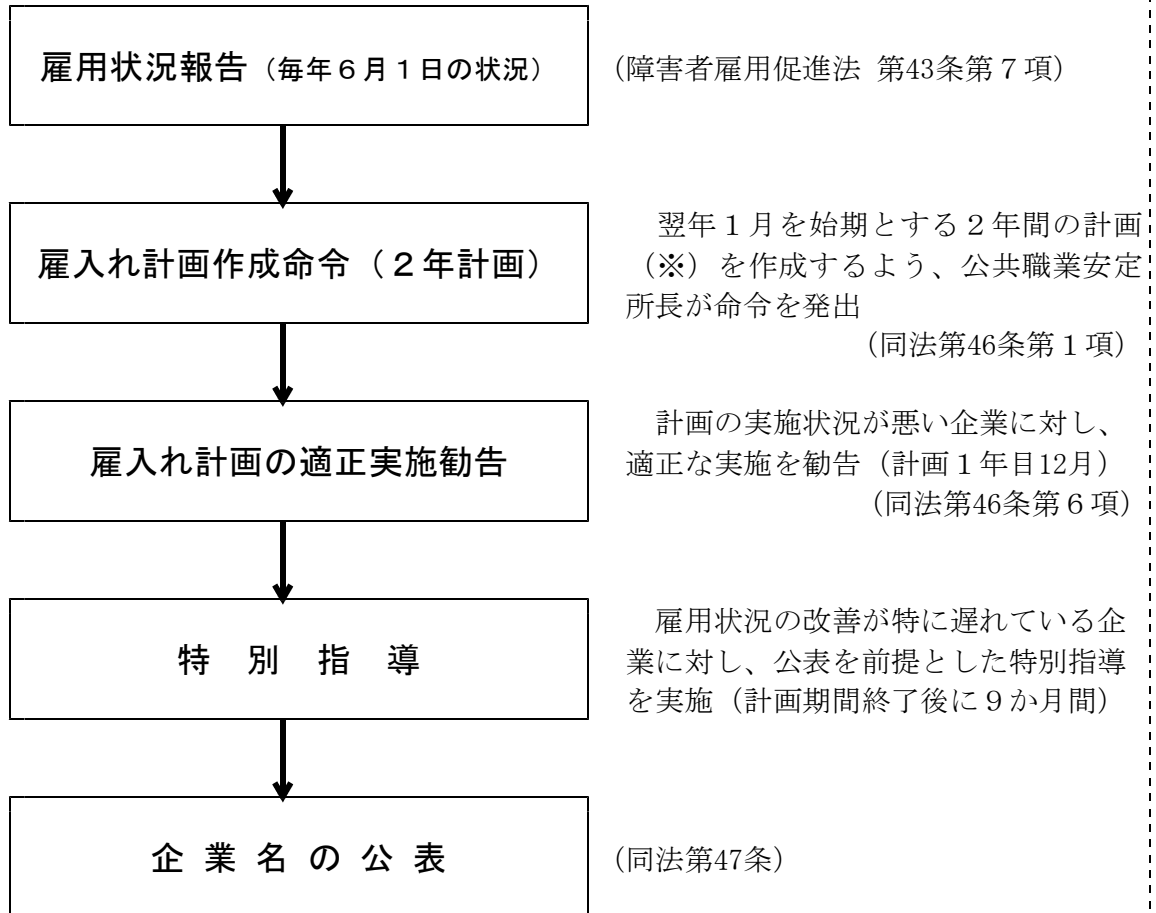 雇用状況報告（毎年６月１日の状況）
（障害者雇用促進法 第43条第７項）
雇入れ計画作成命令（２年計画）
翌年１月を始期とする２年間の計画
（※）を作成するよう、公共職業安定
所長が命令を発出
（同法第46条第１項）
雇入れ計画の適正実施勧告
計画の実施状況が悪い企業に対し、
適正な実施を勧告（計画１年目12月）
（同法第46条第６項）
特　別　指　導
雇用状況の改善が特に遅れている企
業に対し、公表を前提とした特別指導
を実施（計画期間終了後に９か月間）
企 業 名 の 公 表
（同法第47条）